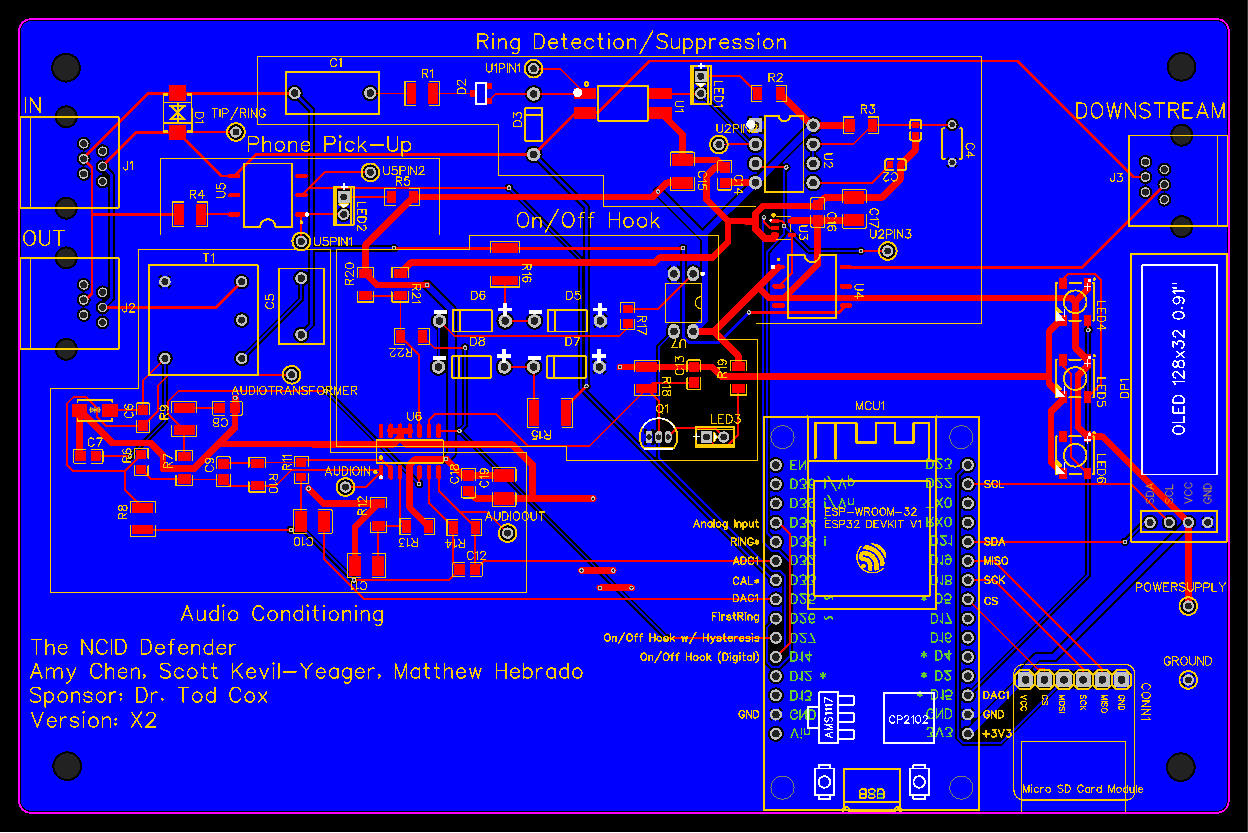 Ring Detection/Suppression
C1
R1
D2
U1PIN1
D3
U1
LED1
R2
R3
U2PIN
U2
C2
C4
IN
TIP/RING
D1
DOWNSTREAM
J1
Phone Pick-Up
U5PIN2
R4
U5
LED2
R5
C15
C14
C16
C17
J3
OUT
U5PIN1
On/Off Hook
U3
U2PIN3
T1
J2
C5
R20
R21
R16
U4
D6
D5
R17
U7
LED4
R22
D8
D7
R18
R19
LED5
DP1
OLED 128x32 0.91"
AUDIOTRANSFORMER
C6
R9
C8
U6
R15
Q1
LED3
MCU1
LED6
C7
R6
R7
C9
R10
R11
AUDIOIN
C18
C19
SDA
SCL
VCC
GND
R8
C10
R12
R13
R14
AUDIOOUT
C11
C12
EN
D23
D22
SCL
ESP-WROOM-32
ESP32 DEVKIT V1
Analog Input
D34
RX0
RING*
D35
D21
SDA
ADC1
D32
D19
MISO
CAL*
D33
D18
SCK
DAC1
D25
* D5
CS
FirstRing
D26
D17
On/Off Hook w/ Hysteresis
D27
D16
On/Off Hook (Digital)
D14
* D4
D12 *
* D2
D13
* D15
DAC1
GND
GND
GND
GND
Vin
3V3
+3V3
AMS1117
CP2102
POWERSUPPLY
GROUND
VCC
CS
MOSI
SCK
MISO
GND
CONN1
Micro SD Card Module
Audio Conditioning
The NCID Defender
Amy Chen, Scott Kevil-Yeager, Matthew Hebrado
Sponsor: Dr. Tod Cox
Version: X2